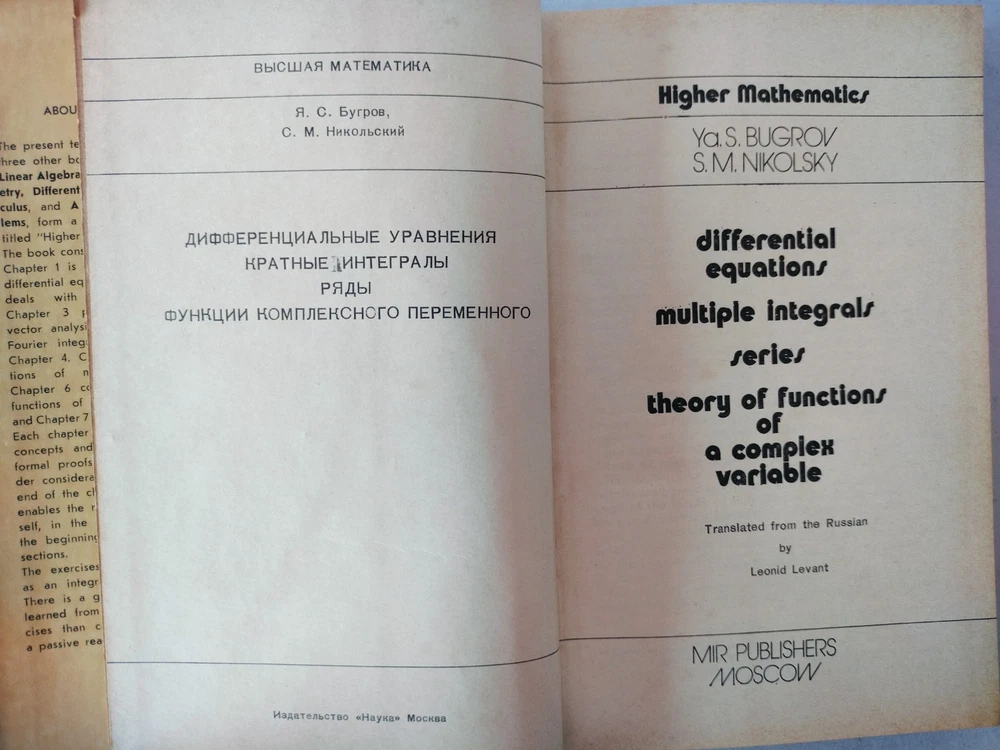 ABOU
The present te
three other bo
Linear Algebra
etry, Different
culus, and A
lems, form a
titled "Higher
The book cons
Chapter 1 is
differential eq
deals with
Chapter 3
vector analysi
Fourier integ
Chapter 4. C
tions of n
Chapter 6 co
functions of
and Chapter 7
Each chapter
concepts and
formal proofs
der considera
end of the cl
enables the r
self, in the
the beginning
sections.
The exercises
as an integr
There is a g
learned from
cises than c
a passive rea
ВЫСШАЯ МАТЕМАТИКА
Я. С. Бугров,
С. М. Никольский
ДИФФЕРЕНЦИАЛЬНЫЕ УРАВНЕНИЯ
КРАТНЫЕ ИНТЕГРАЛЫ
РЯДЫ
ФУНКЦИИ КОМПЛЕКСНОГО ПЕРЕМЕННОГО
Издательство «Наука» Москва
Higher Mathematics
Ya. S. BUGROV
S. M. NIKOLSKY
differential
equations
multiple integrals
series
theory of functions
of
a complex
variable
Translated from the Russian
by
Leonid Levant
MIR PUBLISHERS
MOSCOW